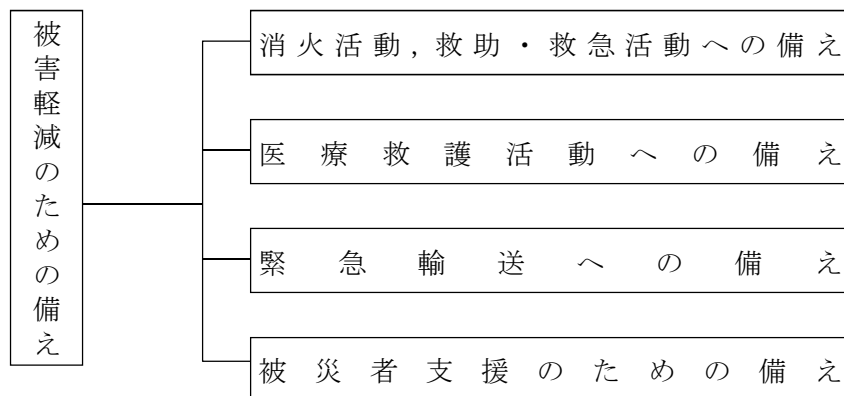 被害軽減のための備え
消火活動，救助・救急活動への備え
医療救護活動への備え
緊急輸送への備え
被災者支援のための備え